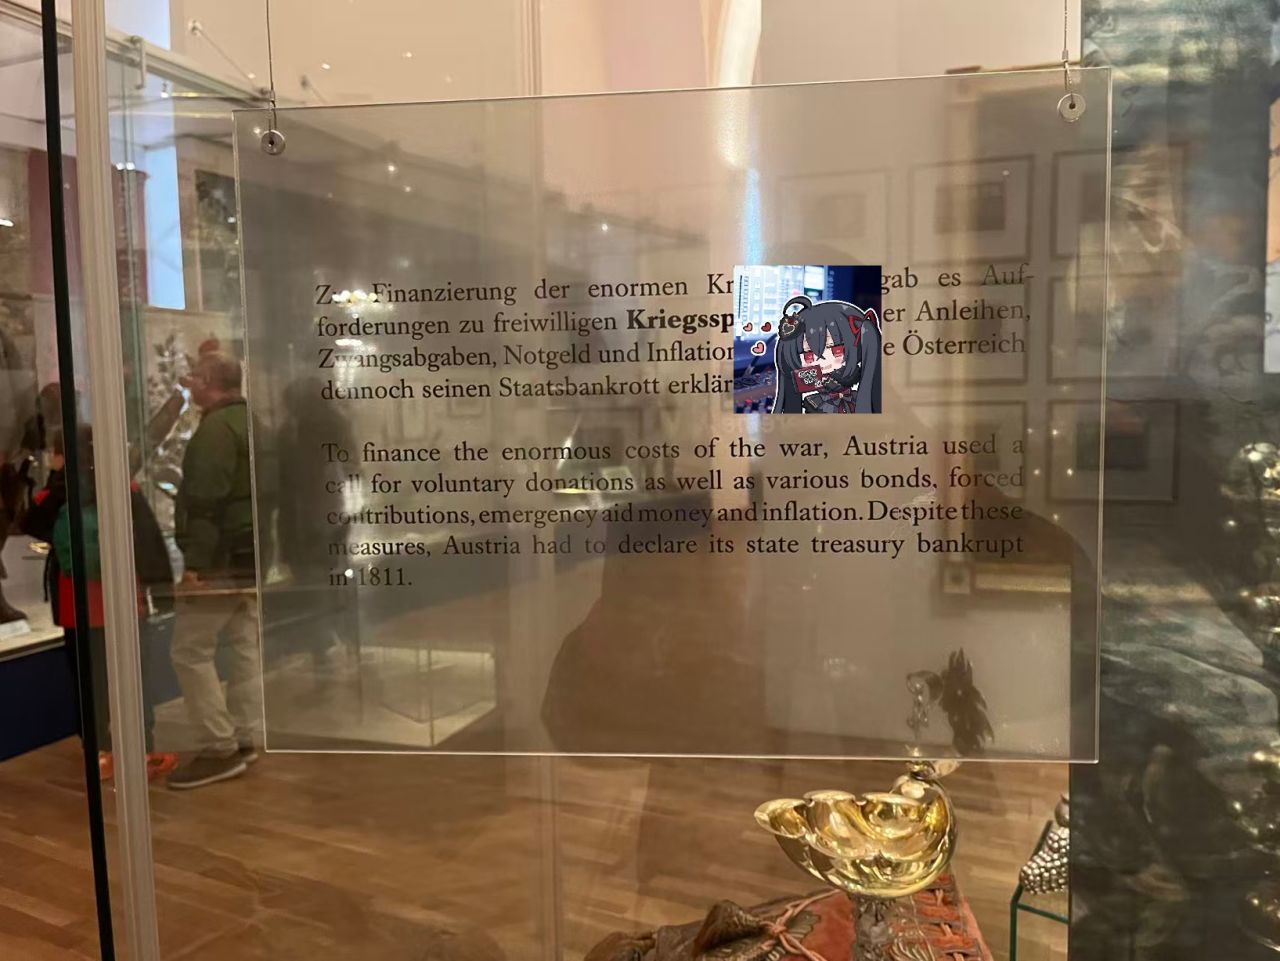 Zur Finanzierung der enormen gab es Auf-
forderungen zu freiwilligen Anleihen,
Zwangsabgaben, Notgeld und Österreich
dennoch seinen Staatsbankrott
To finance the enormous costs of the war, Austria used a
call for voluntary donations as well as various bonds, forced
contributions, emergency aid money and inflation. Despite these
measures, Austria had to declare its state treasury bankrupt
in 1811.